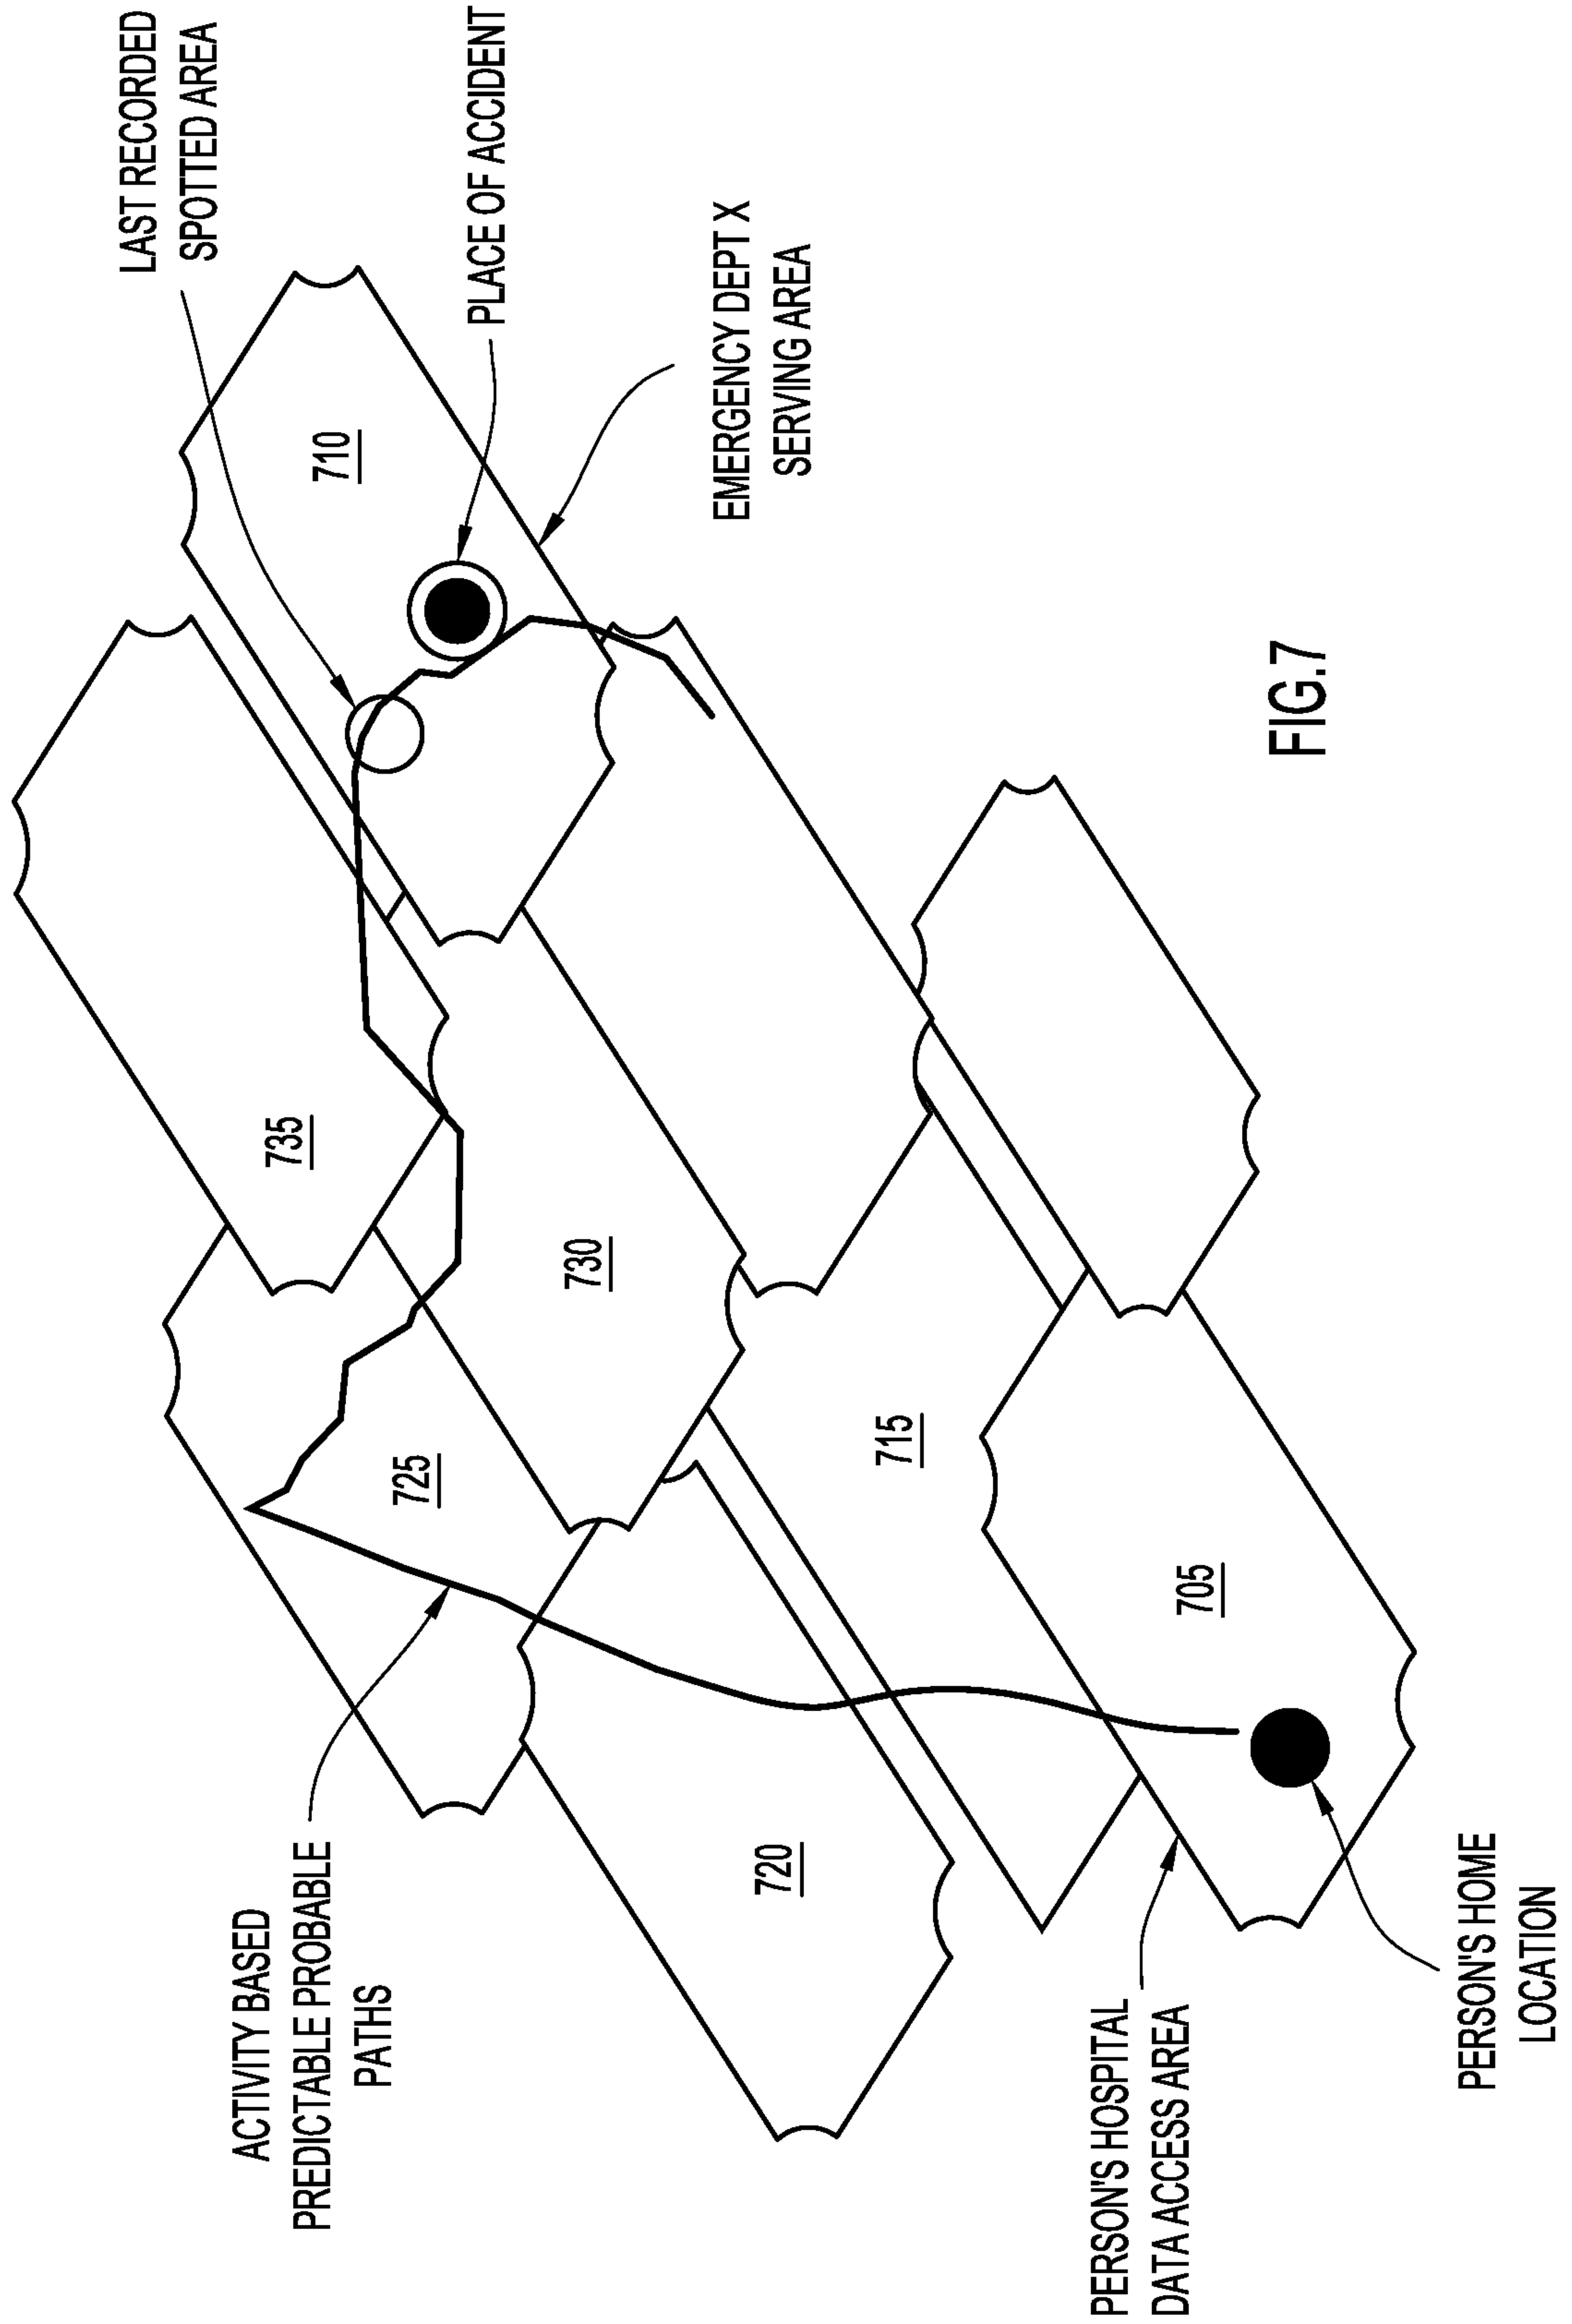 ACTIVITY BASED
PREDICTABLE PROBABLE
PATHS
LAST RECORDED
SPOTTED AREA
PLACE OF ACCIDENT
EMERGENCY DEPT X
SERVING AREA
735
710
725
730
720
715
705
PERSON'S HOSPITAL
DATA ACCESS AREA
PERSON'S HOME
LOCATION
FIG.7